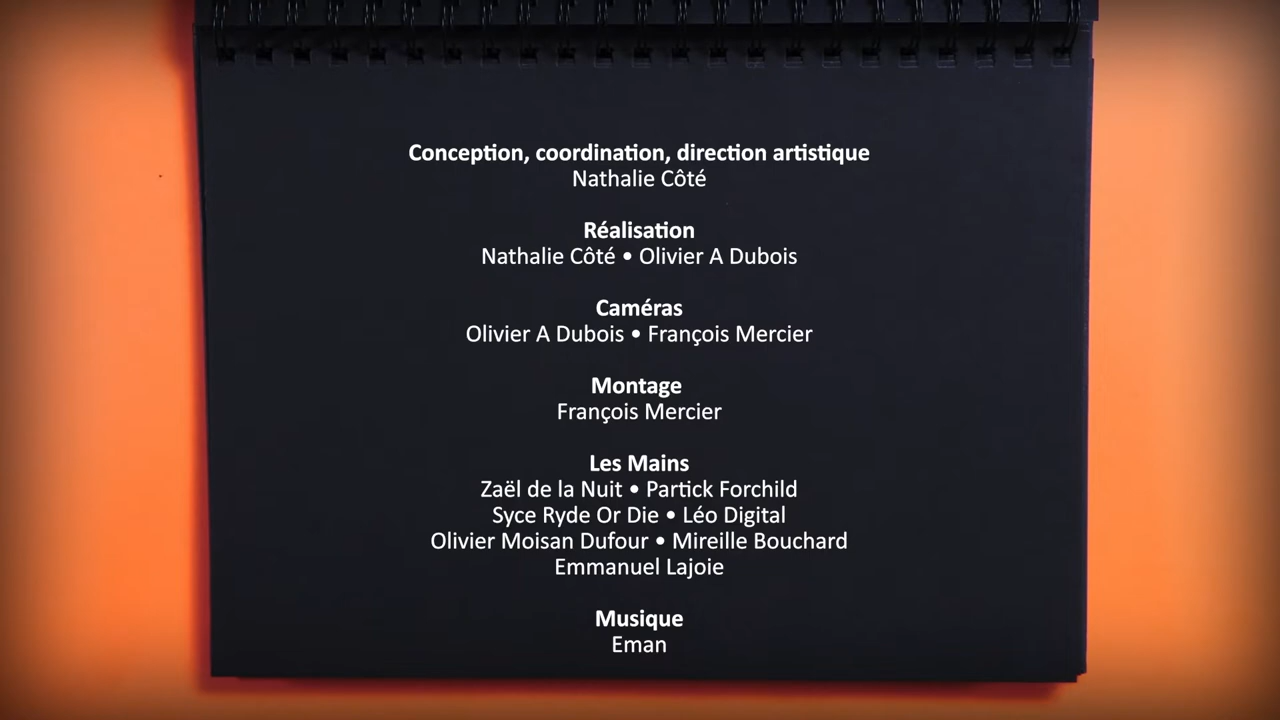 Conception, coordination, direction artistique
Nathalie Côté
Réalisation
Nathalie Côté • Olivier A Dubois
Caméras
Olivier A Dubois • François Mercier
Montage
François Mercier
Les Mains
Zaël de la Nuit • Partick Forchild
Syce Ryde Or Die • Léo Digital
Olivier Moisan Dufour • Mireille Bouchard
Emmanuel Lajoie
Musique
Eman